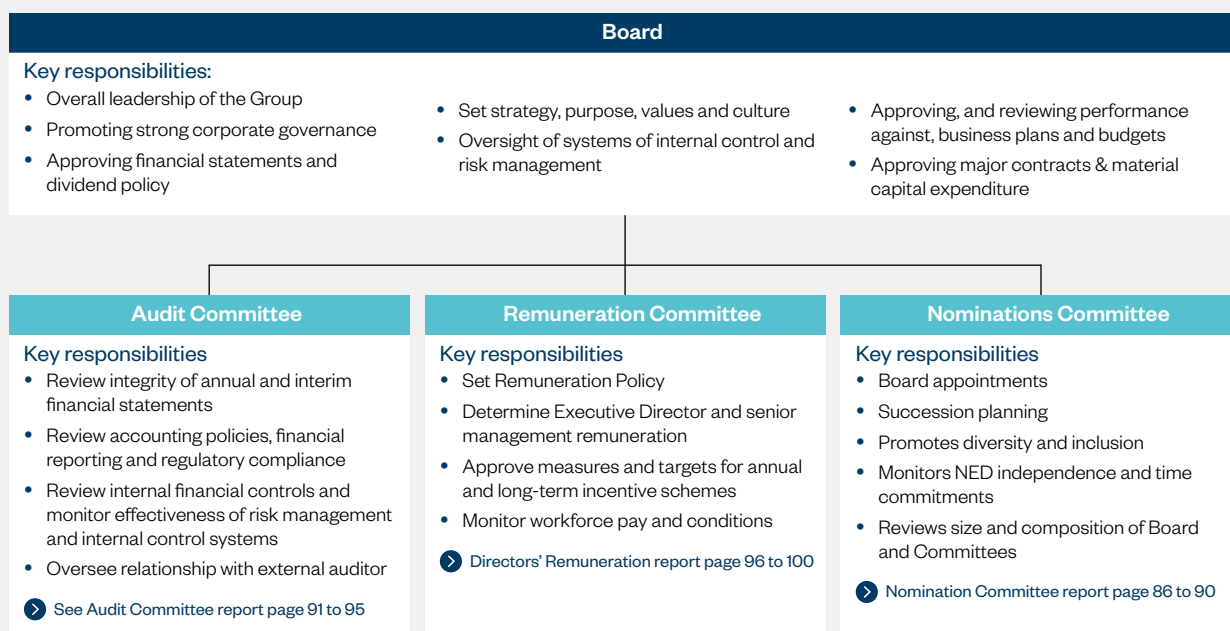 Board
Key responsibilities:
• Overall leadership of the Group
• Promoting strong corporate governance
• Approving financial statements and
dividend policy
• Set strategy, purpose, values and culture
• Oversight of systems of internal control and
risk management
• Approving, and reviewing performance
against, business plans and budgets
• Approving major contracts & material
capital expenditure
Audit Committee
Key responsibilities
• Review integrity of annual and interim
financial statements
• Review accounting policies, financial
reporting and regulatory compliance
• Review internal financial controls and
monitor effectiveness of risk management
and internal control systems
• Oversee relationship with external auditor
See Audit Committee report page 91 to 95
Remuneration Committee
Key responsibilities
• Set Remuneration Policy
• Determine Executive Director and senior
management remuneration
• Approve measures and targets for annual
and long-term incentive schemes
• Monitor workforce pay and conditions
Directors’ Remuneration report page 96 to 100
Nominations Committee
Key responsibilities
• Board appointments
• Succession planning
• Promotes diversity and inclusion
• Monitors NED independence and time
commitments
• Reviews size and composition of Board
and Committees
Nomination Committee report page 86 to 90